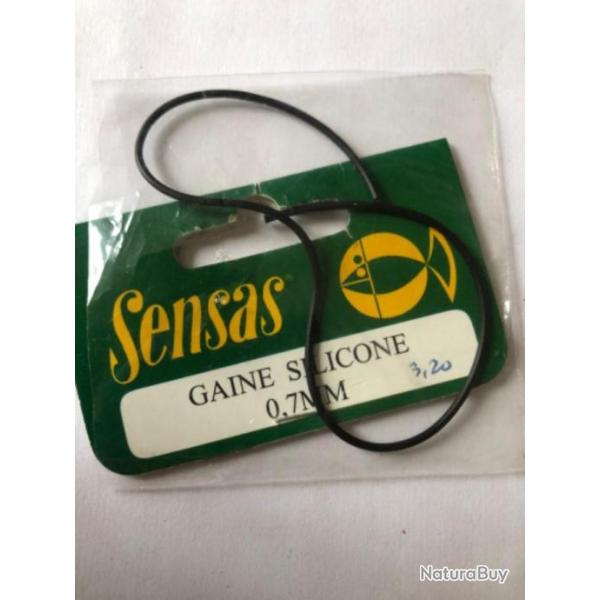 Sensas
GAINE SILICONE
0,7MM
3,20
NaturaBuy